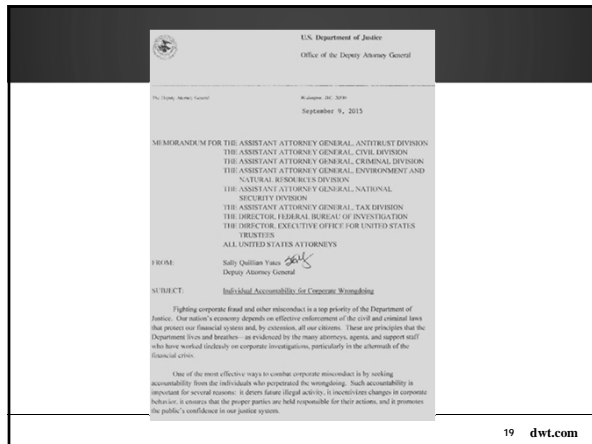 U.S. Department of Justice
Office of the Deputy Attorney General
The Deputy Attorney General
Washington, D.C. 20530
September 9, 2015
MEMORANDUM FOR THE ASSISTANT ATTORNEY GENERAL, ANTITRUST DIVISION
THE ASSISTANT ATTORNEY GENERAL, CIVIL DIVISION
THE ASSISTANT ATTORNEY GENERAL, CRIMINAL DIVISION
THE ASSISTANT ATTORNEY GENERAL, ENVIRONMENT AND
NATURAL RESOURCES DIVISION
THE ASSISTANT ATTORNEY GENERAL, NATIONAL
SECURITY DIVISION
THE ASSISTANT ATTORNEY GENERAL, TAX DIVISION
THE DIRECTOR, FEDERAL BUREAU OF INVESTIGATION
THE DIRECTOR, EXECUTIVE OFFICE FOR UNITED STATES
TRUSTEES
ALL UNITED STATES ATTORNEYS
FROM: Sally Quillian Yates
Deputy Attorney General
SUBJECT: Individual Accountability for Corporate Wrongdoing
Fighting corporate fraud and other misconduct is a top priority of the Department of
Justice. Our nation's economy depends on effective enforcement of the civil and criminal laws
that protect our financial system and, by extension, all our citizens. These are principles that the
Department lives and breathes—as evidenced by the many attorneys, agents, and support staff
who have worked tirelessly on corporate investigations, particularly in the aftermath of the
financial crisis.
One of the most effective ways to combat corporate misconduct is by seeking
accountability from the individuals who perpetrated the wrongdoing. Such accountability is
important for several reasons: it deters future illegal activity, it incentivizes changes in corporate
behavior, it ensures that the proper parties are held responsible for their actions, and it promotes
the public's confidence in our justice system.
19 dwt.com